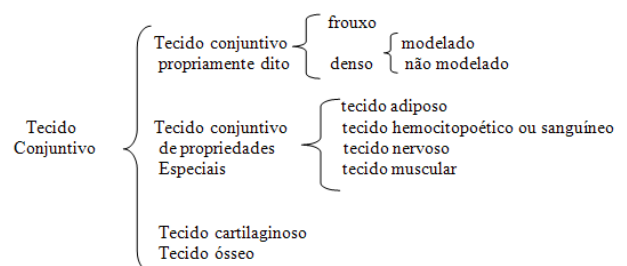 frouxo
Tecido conjuntivo
propriamente dito
modelado
denso
não modelado
tecido adiposo
Tecido
Conjuntivo
Tecido conjuntivo
de propriedades
Especiais
tecido hemocitopoético ou sanguíneo
tecido nervoso
tecido muscular
Tecido cartilaginoso
Tecido ósseo